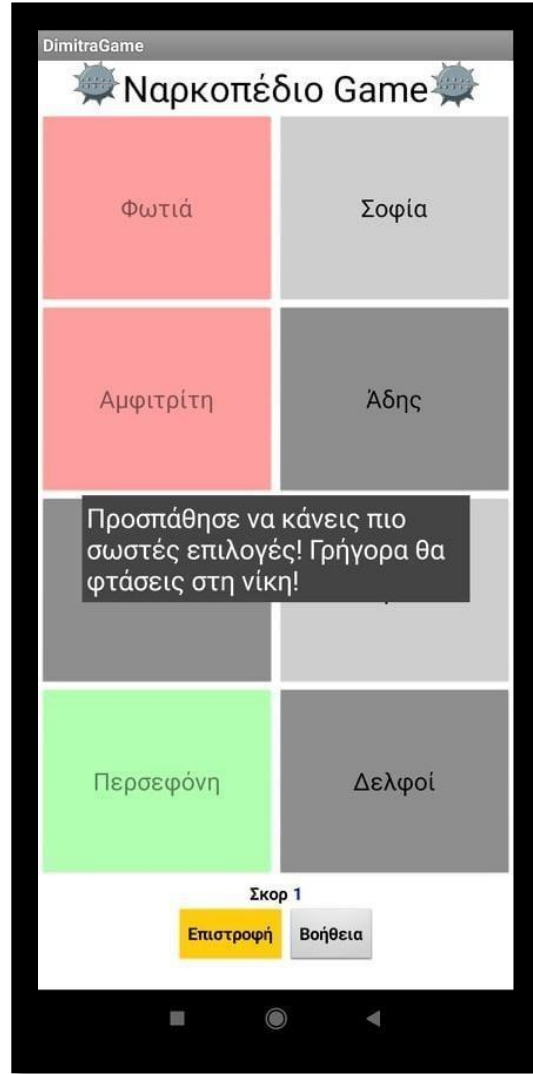 DimitraGame
Ναρκοπέδιο Game
Φωτιά
Σοφία
Αμφιτρίτη
Άδης
Προσπάθησε να κάνεις πιο
σωστές επιλογές! Γρήγορα θα
φτάσεις στη νίκη!
Περσεφόνη
Δελφοί
Σκορ 1
Επιστροφή
Βοήθεια